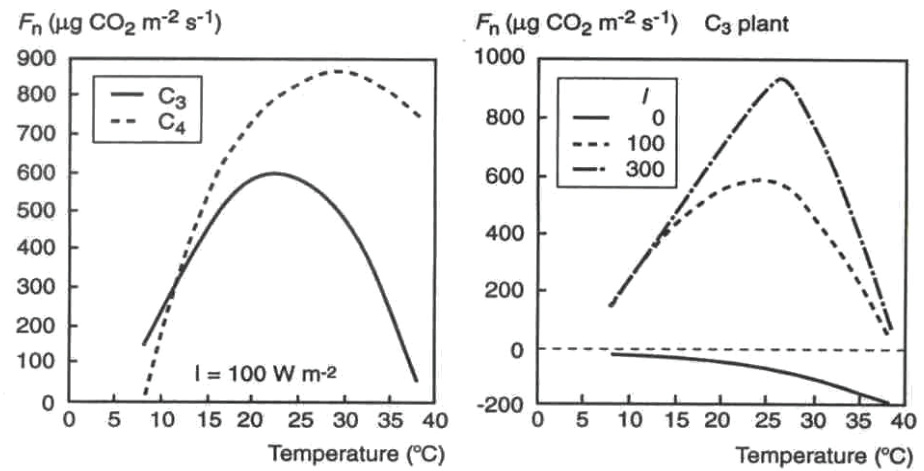 Fn (µg CO2 m-2 s-1)
900
800
700
600
500
400
300
200
100
0
C3
C4
I = 100 W m-2
0 5 10 15 20 25 30 35 40
Temperature (ºC)
Fn (µg CO2 m-2 s-1) C3 plant
1000
800
600
400
200
0
-200
I
0
100
300
0 5 10 15 20 25 30 35 40
Temperature (ºC)